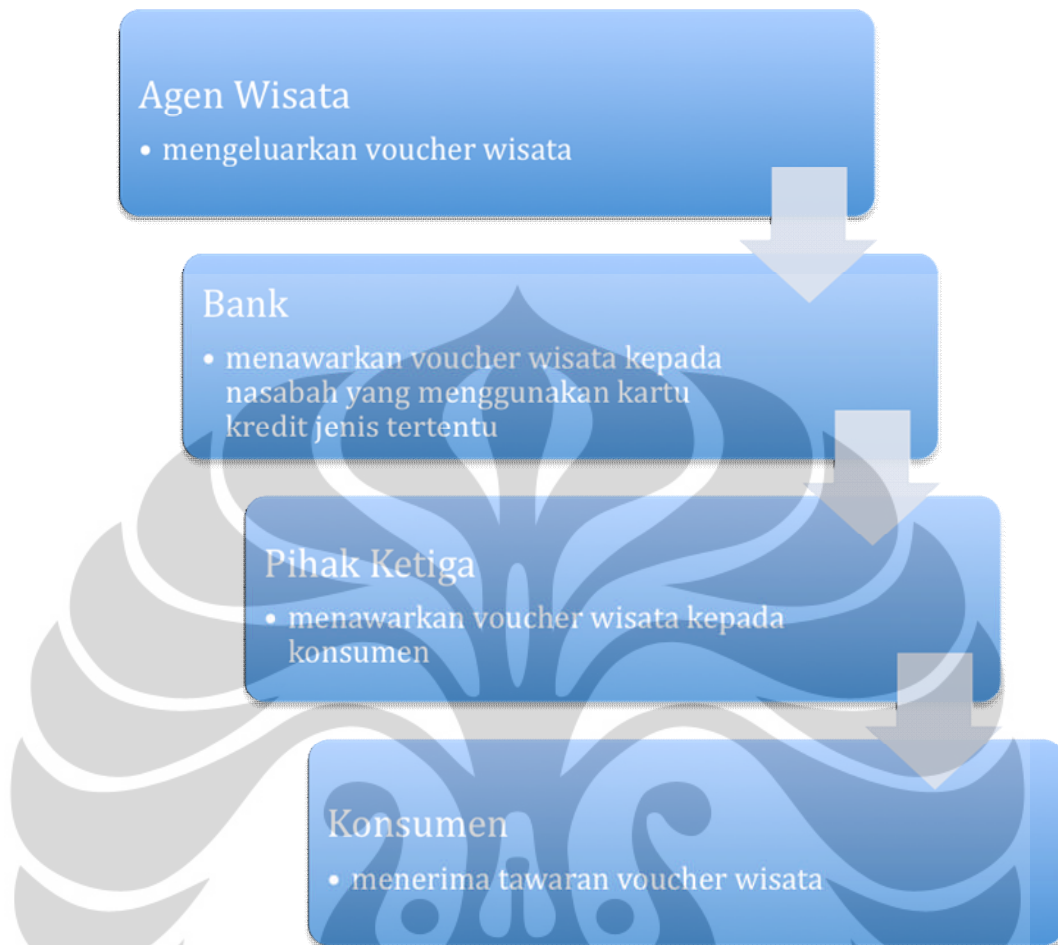 Agen Wisata
• mengeluarkan voucher wisata
Bank
• menawarkan voucher wisata kepada
nasabah yang menggunakan kartu
kredit jenis tertentu
Pihak Ketiga
• menawarkan voucher wisata kepada
konsumen
Konsumen
• menerima tawaran voucher wisata